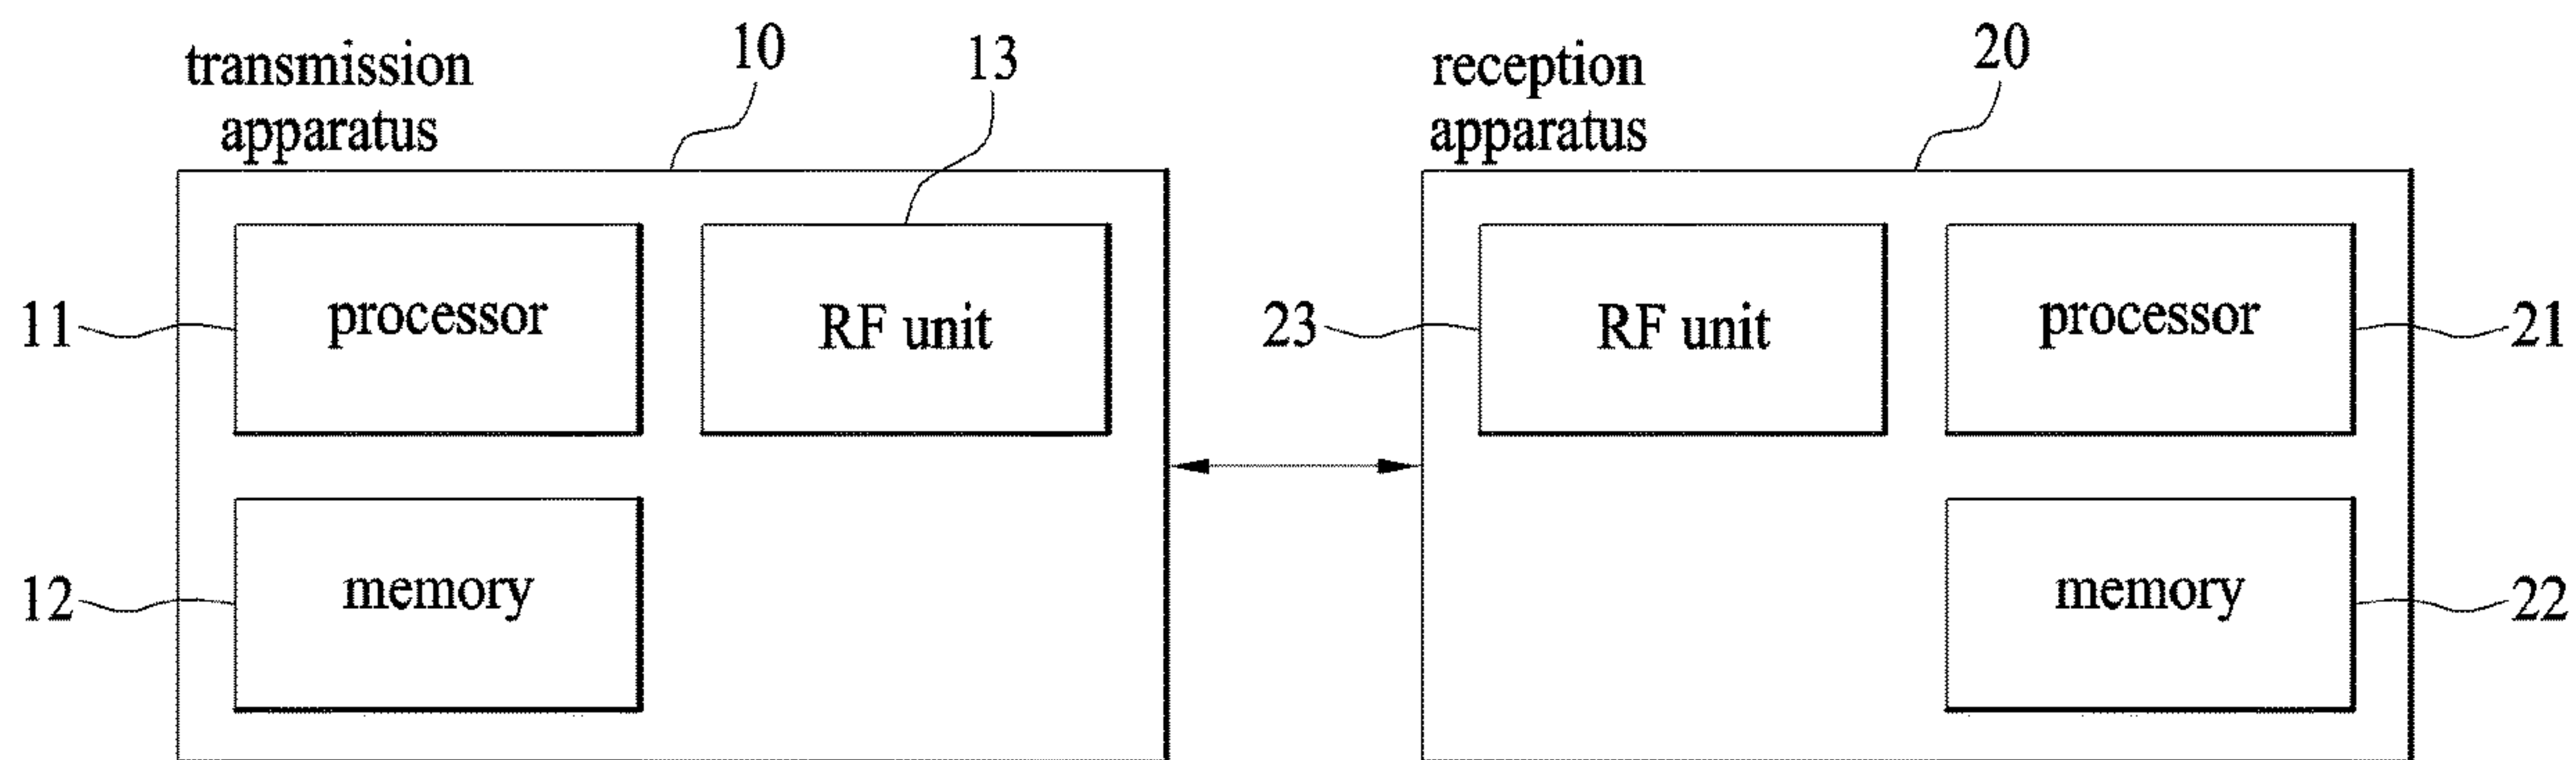 transmission
apparatus
10
13
reception
apparatus
20
11
processor
RF unit
23
RF unit
processor
21
12
memory
memory
22